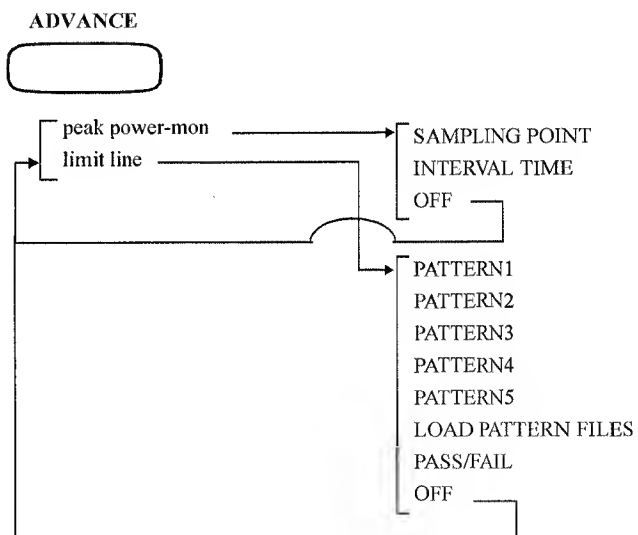 ADVANCE
peak power-mon
limit line
SAMPLING POINT
INTERVAL TIME
OFF
PATTERN1
PATTERN2
PATTERN3
PATTERN4
PATTERN5
LOAD PATTERN FILES
PASS/FAIL
OFF